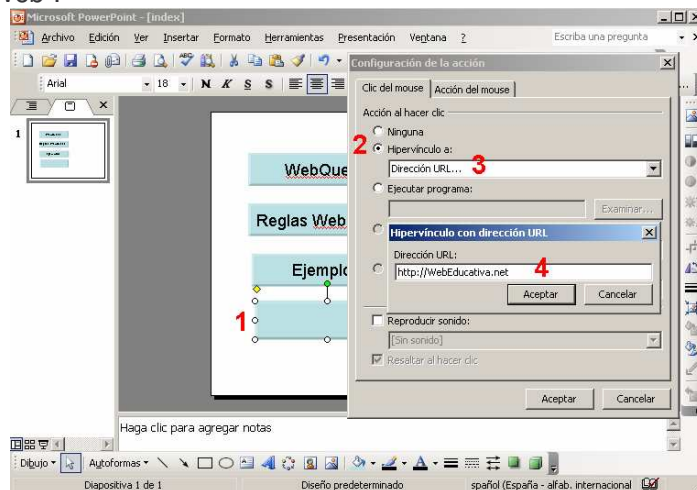 Microsoft PowerPoint - [index]
Archivo Edición Ver Insertar Formato Herramientas Presentación Ventana ?
Escriba una pregunta
Arial
18
N K S S
Configuración de la acción
Clic del mouse
Acción del mouse
Acción al hacer clic
Ninguna
2
Hipervínculo a:
Dirección URL...
3
Ejecutar programa:
Examinar...
Hipervínculo con dirección URL
Dirección URL:
http://WebEducativa.net
4
Aceptar
Cancelar
Reproducir sonido:
[Sin sonido]
Resaltar al hacer clic
Aceptar
Cancelar
1
WebQue
Reglas Web
Ejemplo
1
Haga clic para agregar notas
Dibujo
Autoformas
Diapositiva 1 de 1
Diseño predeterminado
spañol (España - alfab. internacional